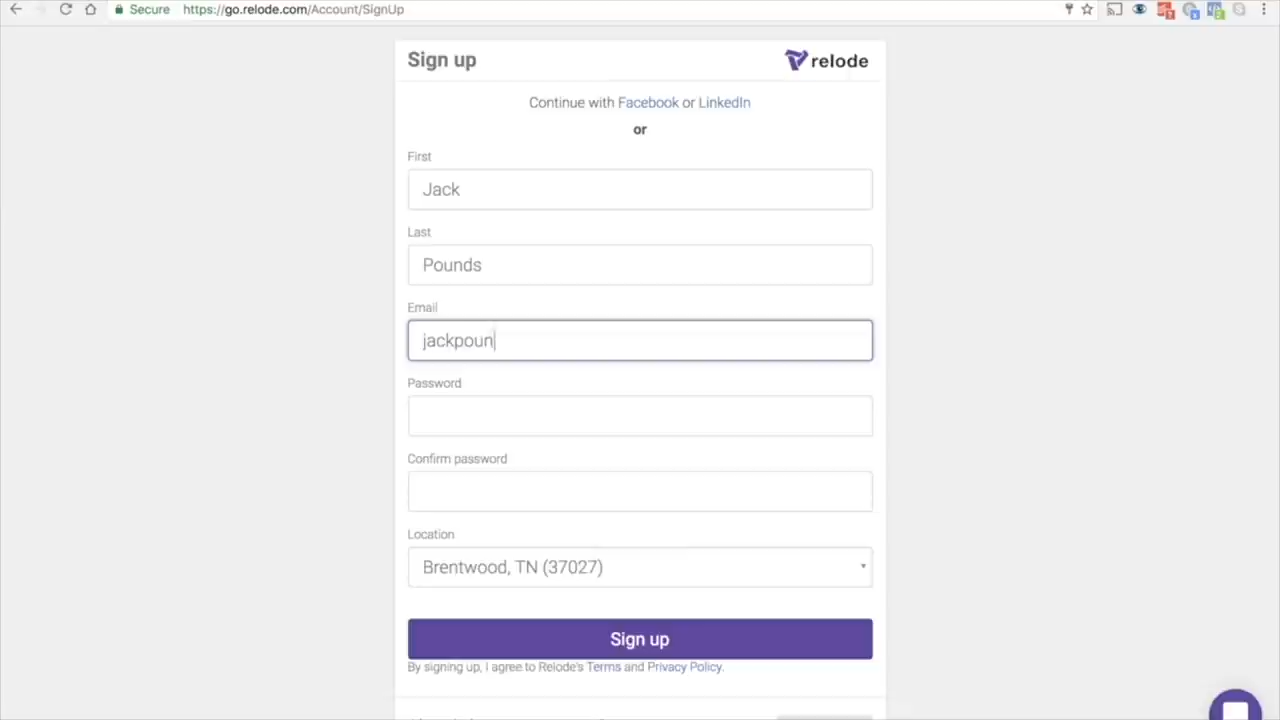 Secure https://go.relode.com/Account/SignUp
Sign up
relode
Continue with Facebook or LinkedIn
or
First
Jack
Last
Pounds
Email
jackpoun
Password
Confirm password
Location
Brentwood, TN (37027)
Sign up
By signing up, I agree to Relode's Terms and Privacy Policy.